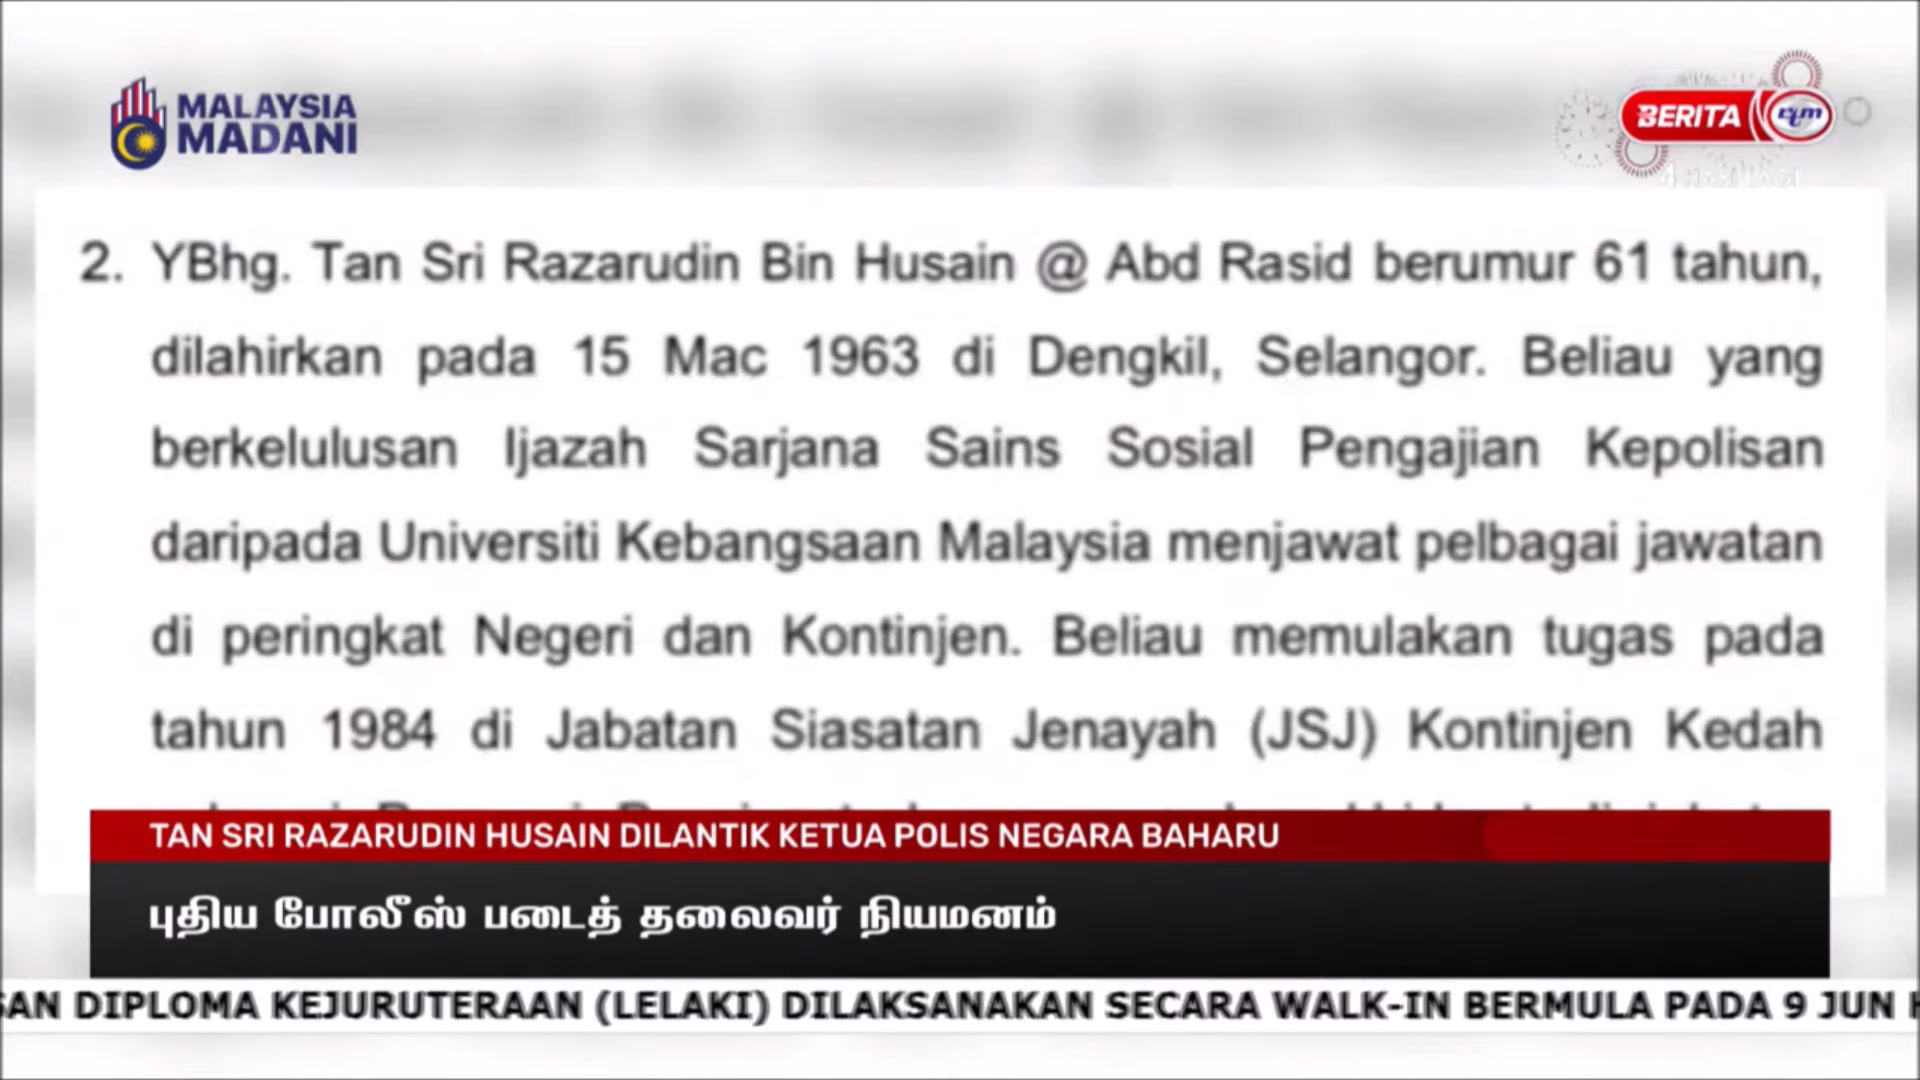 MALAYSIA
MADANI
BERITA rtm
2. YBhg. Tan Sri Razarudin Bin Husain @ Abd Rasid berumur 61 tahun,
dilahirkan pada 15 Mac 1963 di Dengkil, Selangor. Beliau yang
berkelulusan Ijazah Sarjana Sains Sosial Pengajian Kepolisan
daripada Universiti Kebangsaan Malaysia menjawat pelbagai jawatan
di peringkat Negeri dan Kontinjen. Beliau memulakan tugas pada
tahun 1984 di Jabatan Siasatan Jenayah (JSJ) Kontinjen Kedah
TAN SRI RAZARUDIN HUSAIN DILANTIK KETUA POLIS NEGARA BAHARU
புதிய போலீஸ் படைத் தலைவர் நியமனம்
DIPLOMA KEJURUTERAAN (LELAKI) DILAKSANAKAN SECARA WALK-IN BERMULA PADA 9 JUN